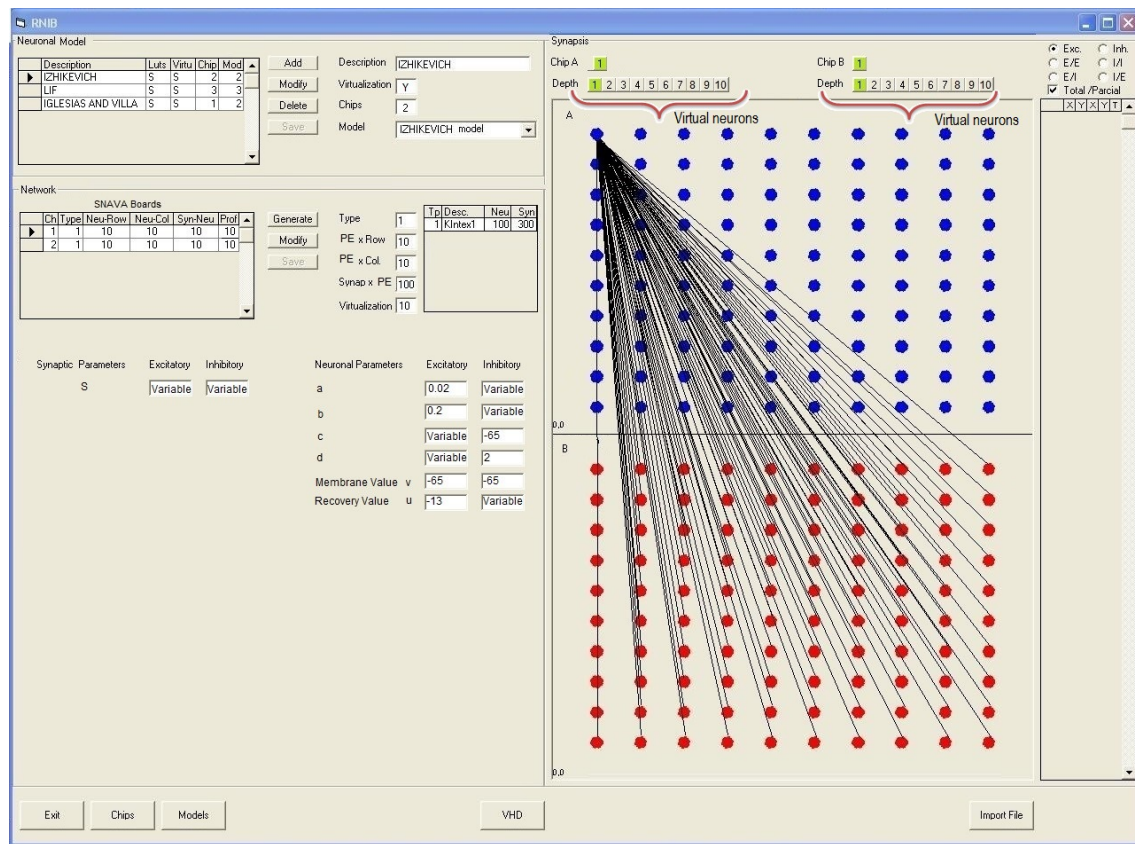 RNIB
Neuronal Model
Description Luts Virtu Chip Mod
IZHIKEVICH S S 2 2
LIF S S 3 3
IGLESIAS AND VILLA S S 1 2
Add
Modify
Delete
Save
Description IZHIKEVICH
Virtualization Y
Chips 2
Model IZHIKEVICH model
Network
SNAVA Boards
Ch Type Neu-Row Neu-Col Syn-Neu Prof
1 1 10 10 10 10
2 1 10 10 10 10
Generate
Modify
Save
Type 1
PE x Row 10
PE x Col. 10
Synap x PE 100
Virtualization 10
Tp Desc. Neu Syn
1 KIntex1 100 300
Synaptic Parameters Excitatory Inhibitory
S Variable Variable
Neuronal Parameters Excitatory Inhibitory
a 0.02 Variable
b 0.2 Variable
c Variable -65
d Variable 2
Membrane Value v -65 -65
Recovery Value u -13 Variable
Synapsis
Chip A 1
Depth 1 2 3 4 5 6 7 8 9 10
Chip B 1
Depth 1 2 3 4 5 6 7 8 9 10
Virtual neurons
Virtual neurons
A
0,0
B
0,0
Exc. Inh.
E/E I/I
E/I I/E
Total /Parcial
X Y X Y T
Exit
Chips
Models
VHD
Import File